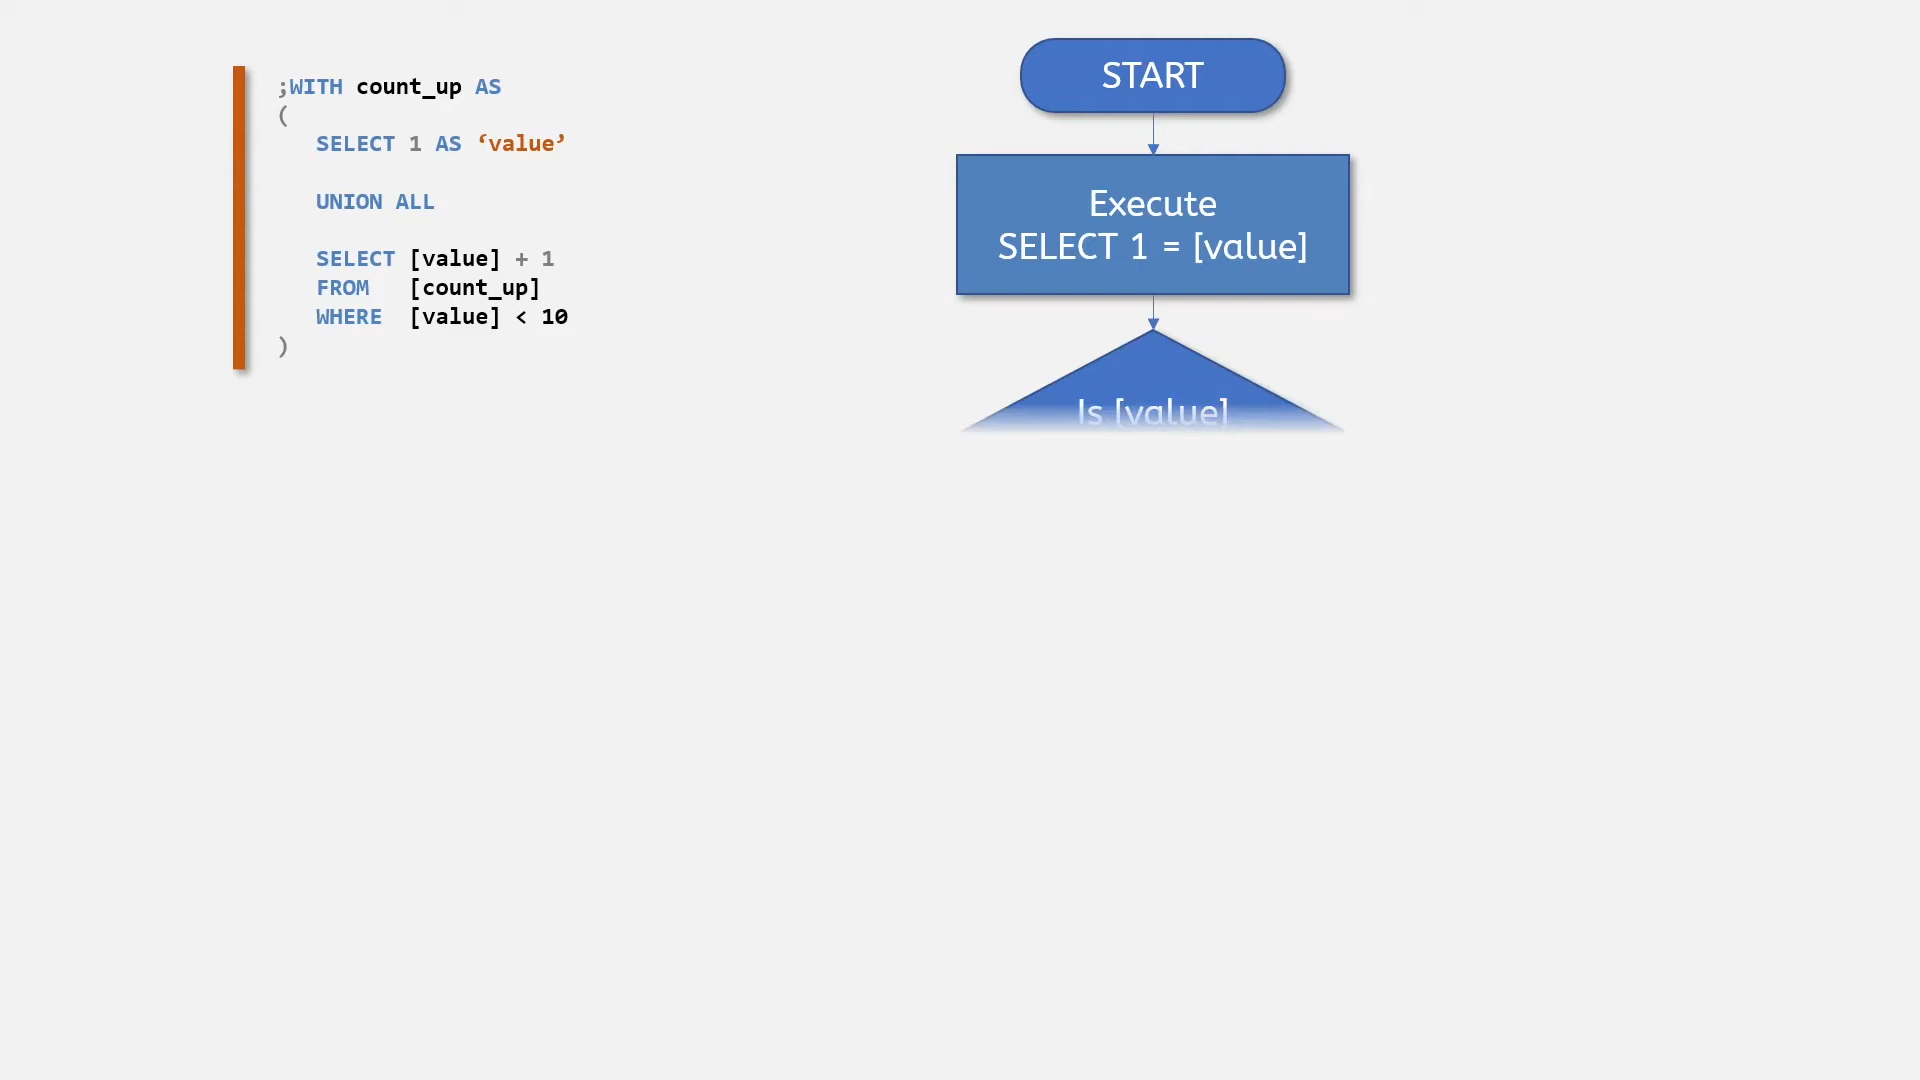 ;WITH count_up AS
(
SELECT 1 AS ‘value’
UNION ALL
SELECT [value] + 1
FROM [count_up]
WHERE [value] < 10
)
START
Execute
SELECT 1 = [value]
Is [value]